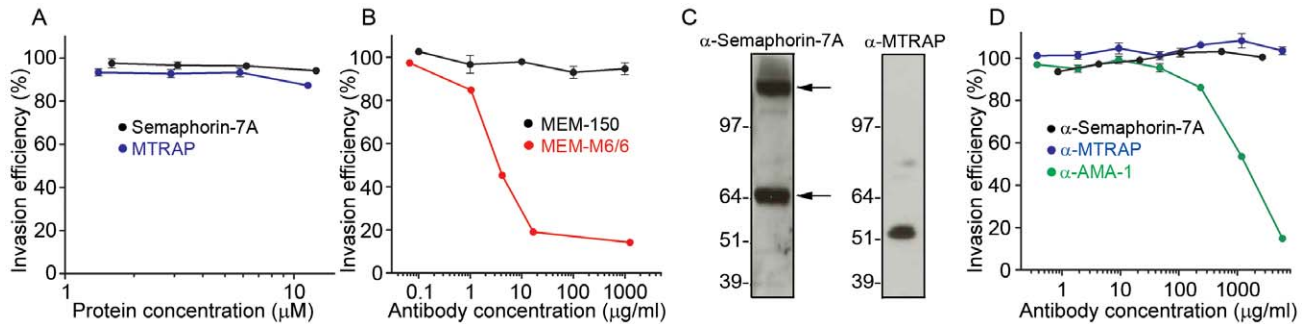 A
Invasion efficiency (%)
100
80
60
40
20
0
Semaphorin-7A
MTRAP
1
10
Protein concentration (μM)
B
Invasion efficiency (%)
100
80
60
40
20
0
MEM-150
MEM-M6/6
0.1
1
10
100
1000
Antibody concentration (μg/ml)
C
α-Semaphorin-7A
97-
64-
51-
39-
α-MTRAP
97-
64-
51-
39-
D
Invasion efficiency (%)
100
80
60
40
20
0
α-Semaphorin-7A
α-MTRAP
α-AMA-1
1
10
100
1000
Antibody concentration (μg/ml)